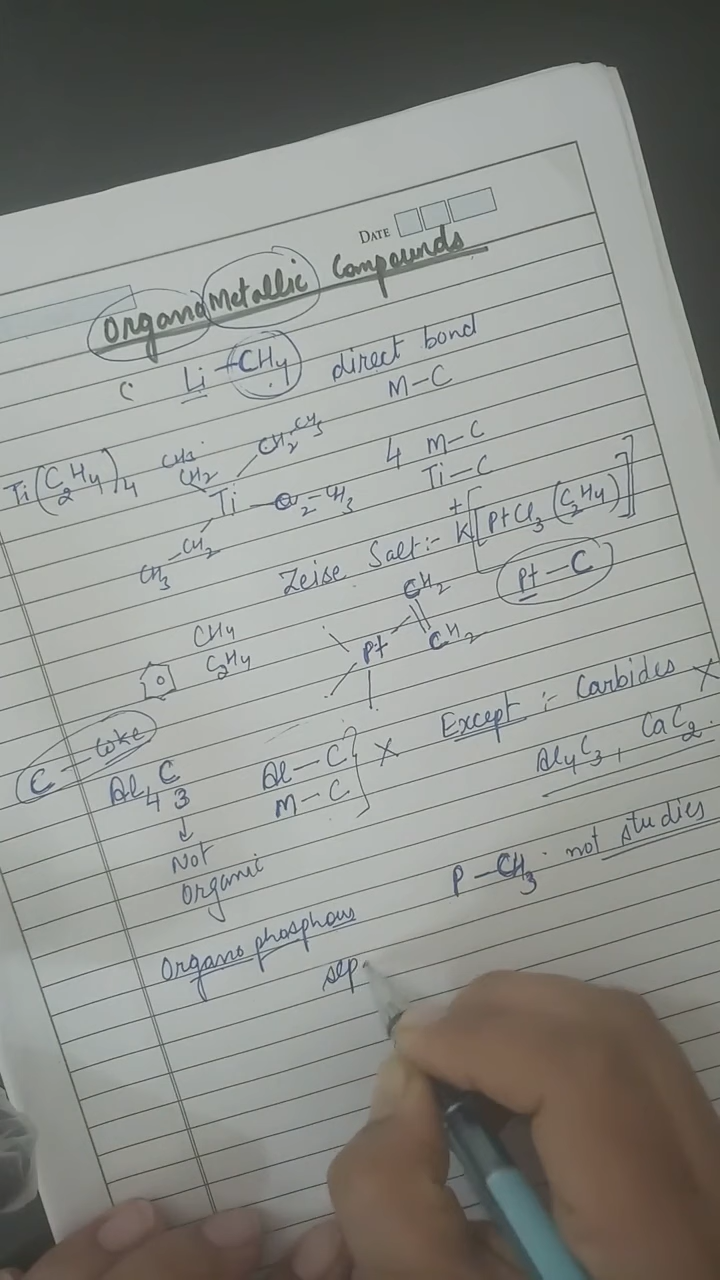 DATE
OrganoMetallic Compounds
C Li-CH4 direct bond
M-C
Ti(C2H4)4
CH3 CH2 CH2 CH3
Ti
CH2-CH3
CH3-CH2
4 M-C
Ti-C
Zeise Salt:- K+[PtCl3(C2H4)]
Pt-C
CH4
C2H4
Pt CH2=CH2
C-Coke
Al4C3
↓
Not Organic
Al-C
M-C } X
Except:- Carbides X
Al4C3, CaC2.
P-CH3. not studies
Organophosphous
sep